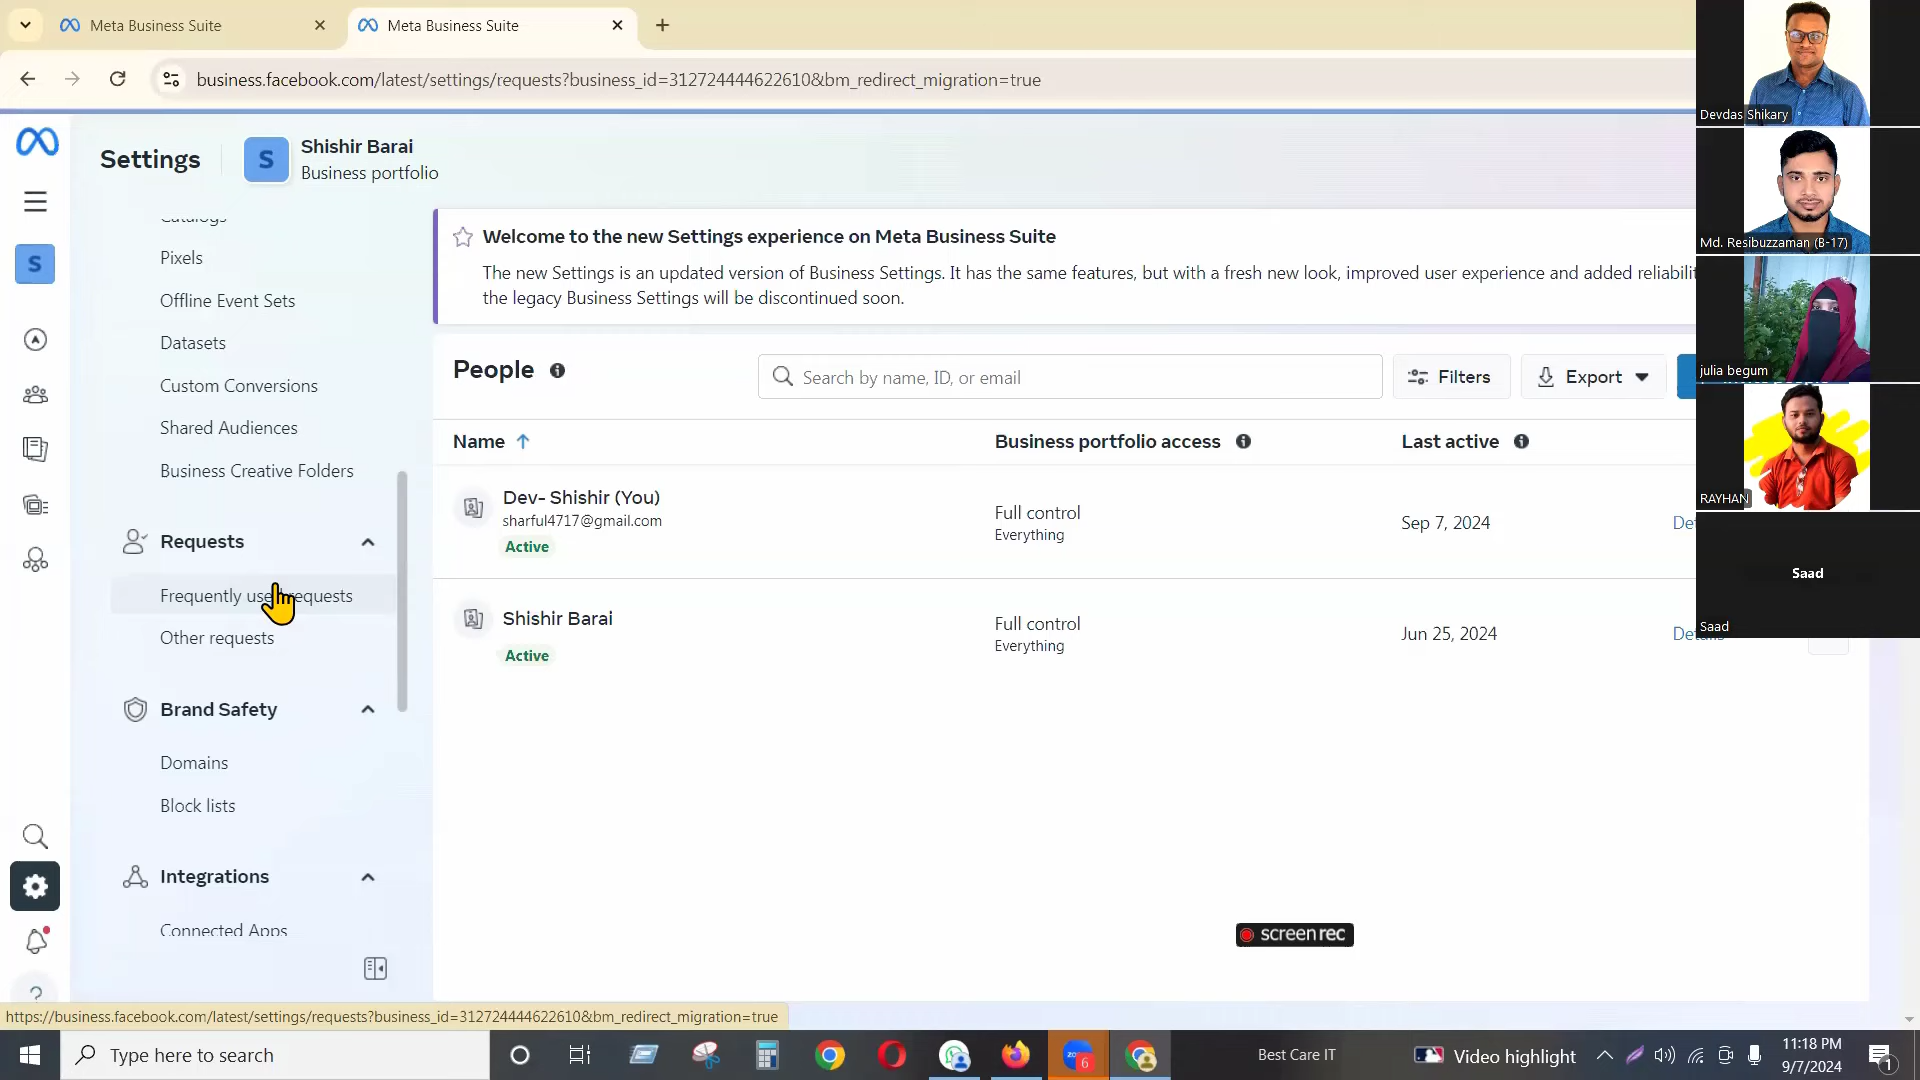 Meta Business Suite
Meta Business Suite
business.facebook.com/latest/settings/requests?business_id=312724444622610&bm_redirect_migration=true
Settings
S
Shishir Barai
Business portfolio
S
Catalogs
Pixels
Offline Event Sets
Datasets
Custom Conversions
Shared Audiences
Business Creative Folders
Requests
Frequently used requests
Other requests
Brand Safety
Domains
Block lists
Integrations
Connected Apps
Welcome to the new Settings experience on Meta Business Suite
The new Settings is an updated version of Business Settings. It has the same features, but with a fresh new look, improved user experience and added
the legacy Business Settings will be discontinued soon.
People
Search by name, ID, or email
Filters
Export
Name
Business portfolio access
Last active
Dev- Shishir (You)
sharful4717@gmail.com
Active
Full control
Everything
Sep 7, 2024
Shishir Barai
Active
Full control
Everything
Jun 25, 2024
Details
screenrec
Devdas Shikary
Md. Resibuzzaman (B-17)
julia begum
RAYHAN
Saad
Saad
https://business.facebook.com/latest/settings/requests?business_id=312724444622610&bm_redirect_migration=true
Type here to search
6
Best Care IT
Video highlight
11:18 PM
9/7/2024
1